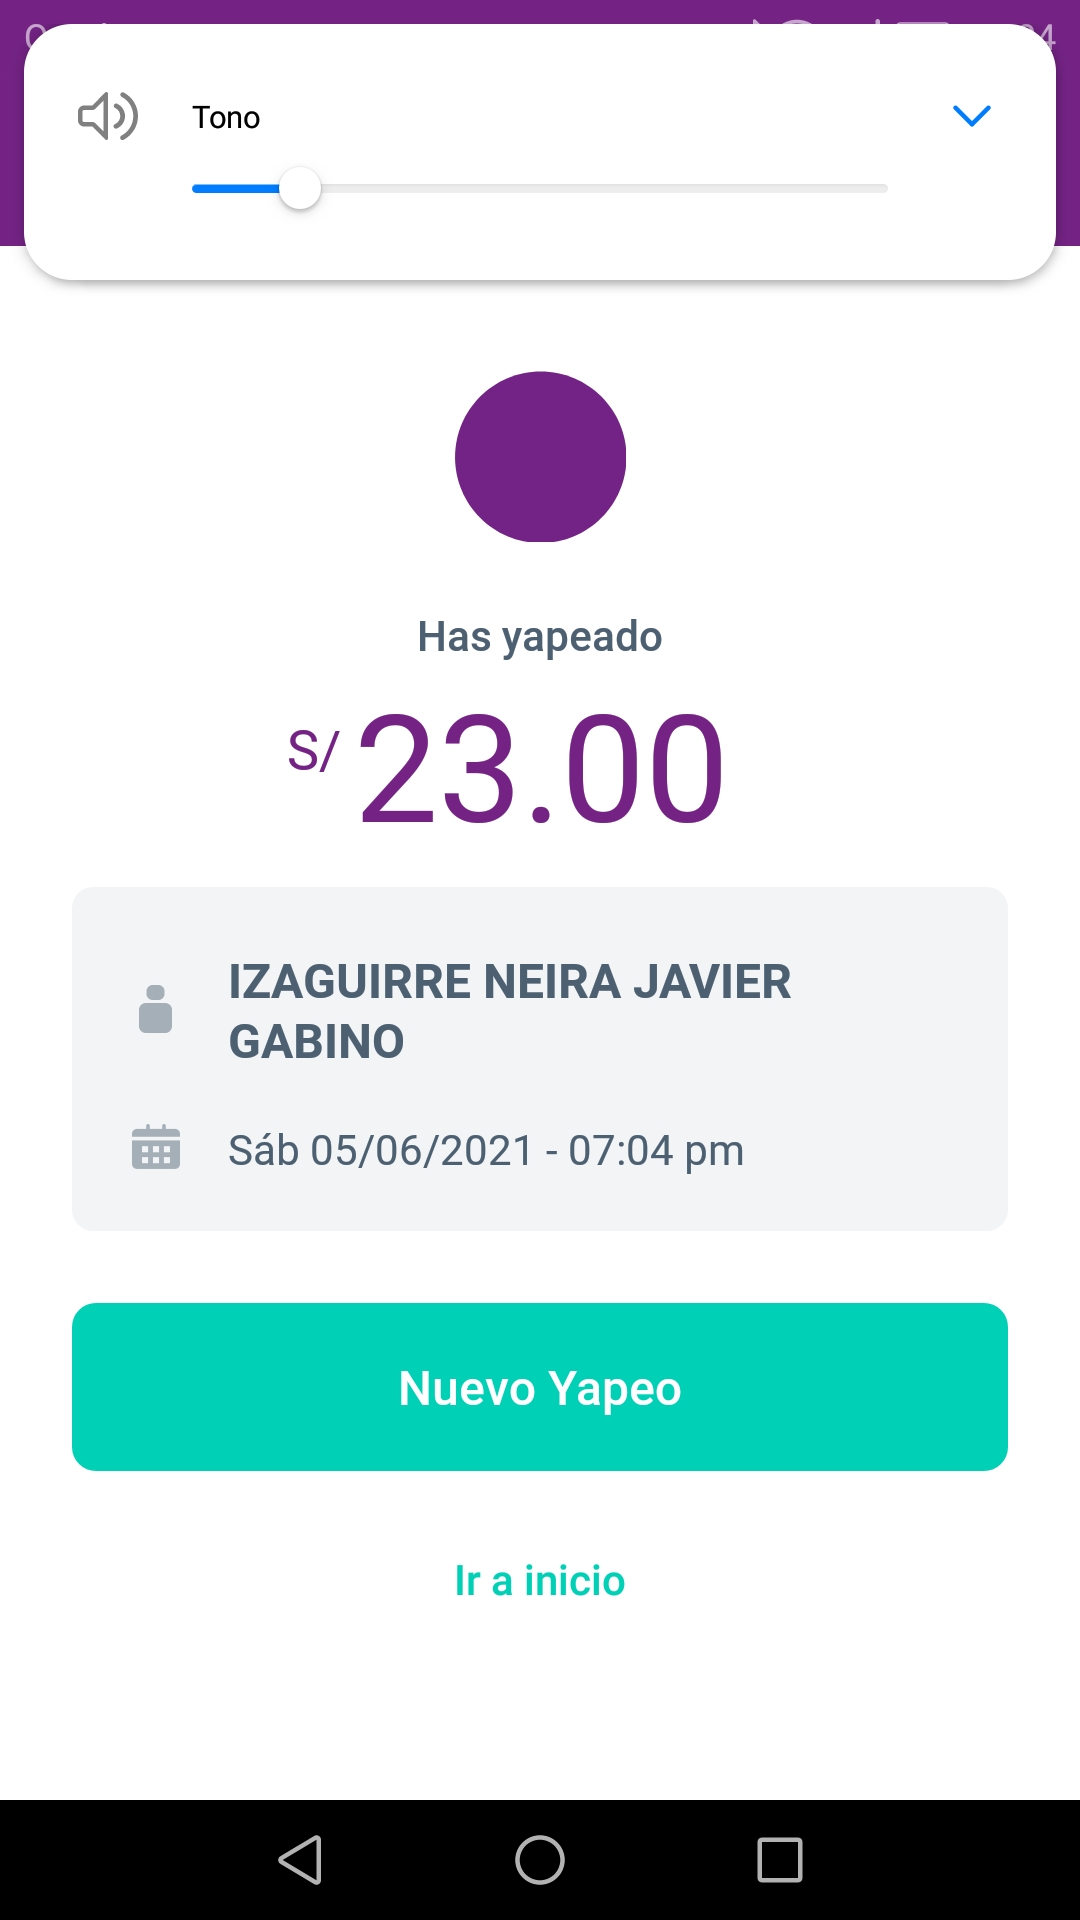 Tono
Has yapeado
S/ 23.00
IZAGUIRRE NEIRA JAVIER
GABINO
Sáb 05/06/2021 - 07:04 pm
Nuevo Yapeo
Ir a inicio